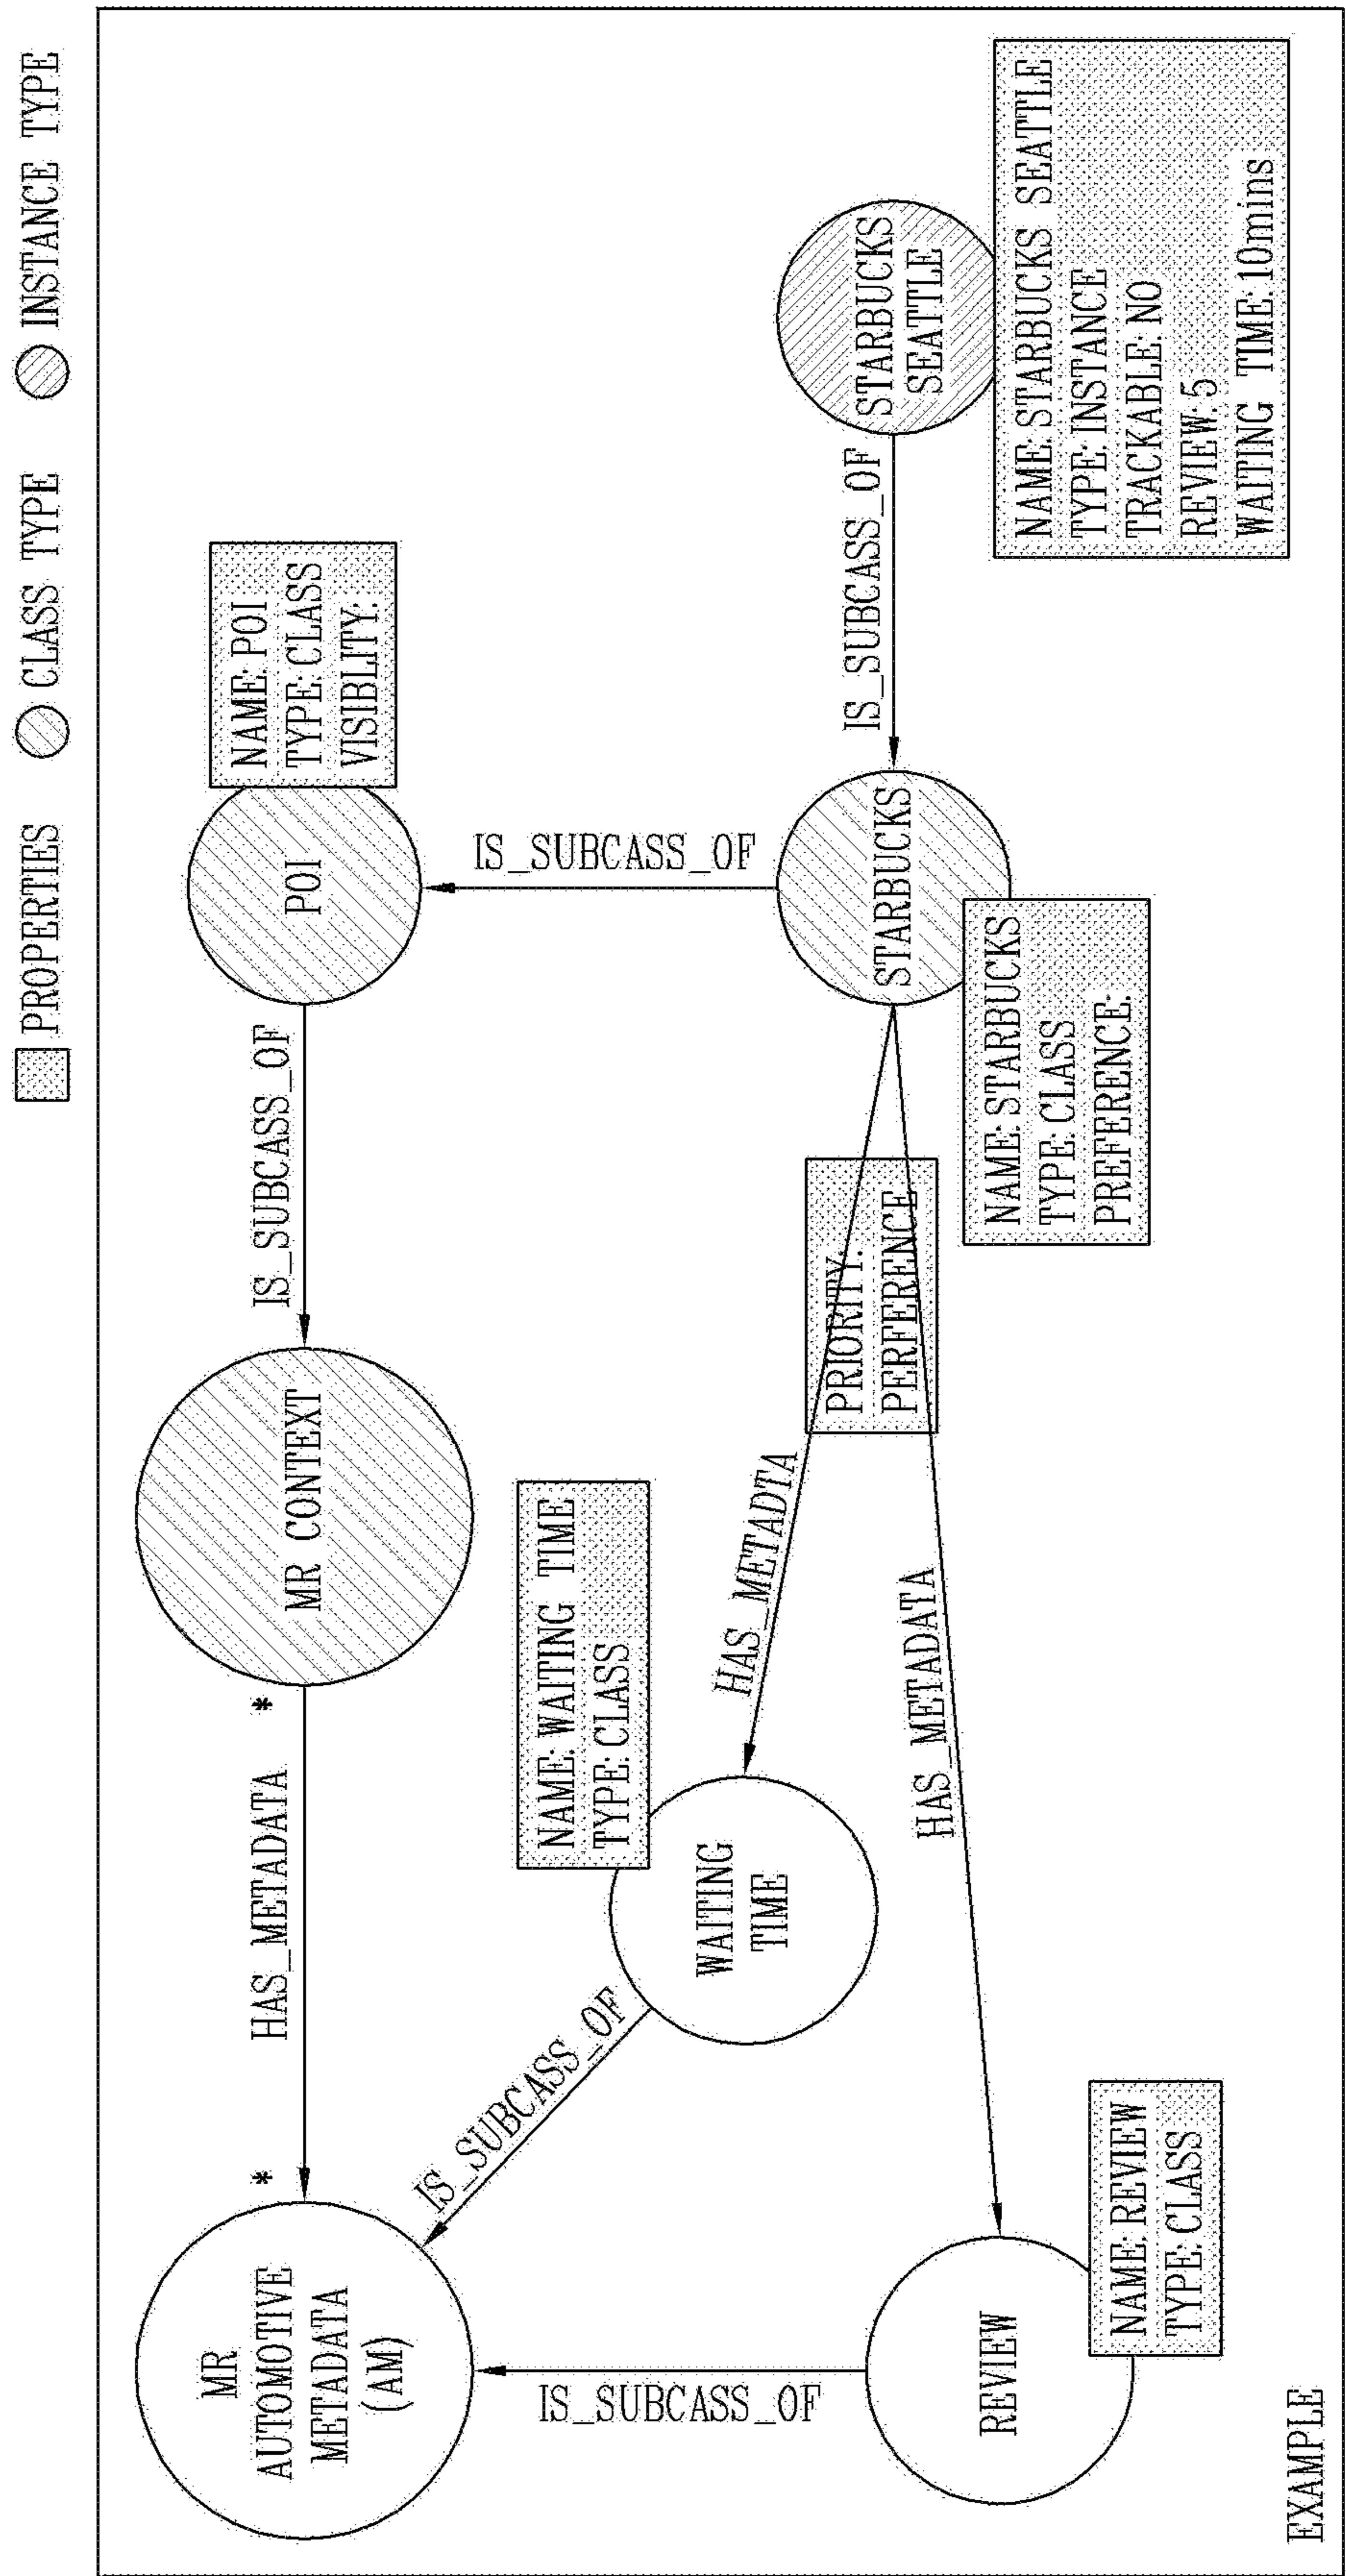 PROPERTIES
CLASS TYPE
INSTANCE TYPE
MR
AUTOMOTIVE
METADATA
(AM)
*
HAS_METADATA
*
MR CONTEXT
IS_SUBCASS_OF
POI
NAME: POI
TYPE: CLASS
VISIBLITY:
IS_SUBCASS_OF
IS_SUBCASS_OF
WAITING
TIME
NAME: WAITING TIME
TYPE: CLASS
HAS_METADTA
PRIORITY:
PERFERENCE
IS_SUBCASS_OF
IS_SUBCASS_OF
STARBUCKS
NAME: STARBUCKS
TYPE: CLASS
PREFERENCE:
IS_SUBCASS_OF
STARBUCKS
SEATTLE
NAME: STARBUCKS SEATTLE
TYPE: INSTANCE
TRACKABLE: NO
REVIEW: 5
WAITING TIME: 10mins
HAS_METADATA
REVIEW
NAME: REVIEW
TYPE: CLASS
EXAMPLE